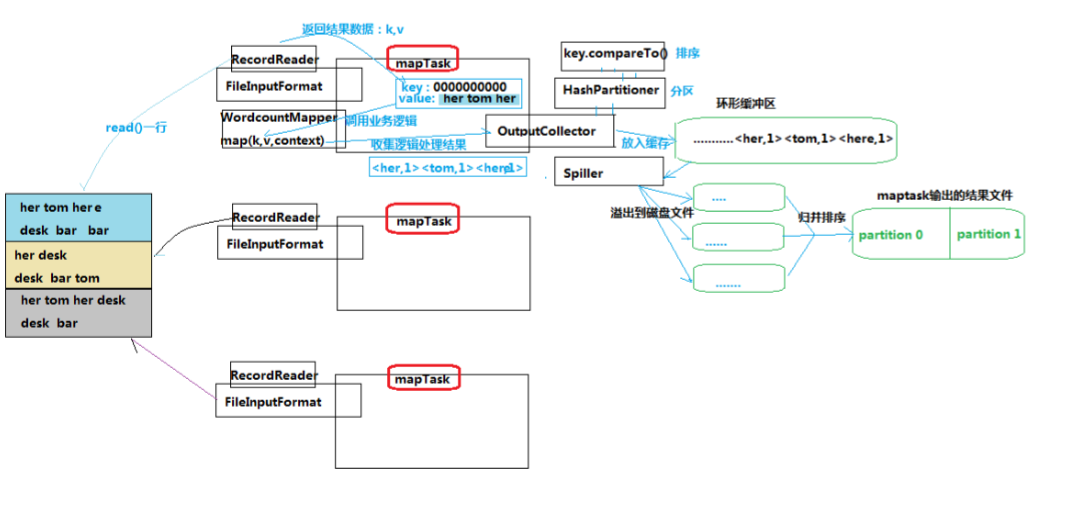 返回结果数据：k,v
RecordReader
FileInputFormat
mapTask
key : 0000000000
value: her tom her
read()一行
WordcountMapper
map(k,v,context)
调用业务逻辑
收集逻辑处理结果
<her,1> <tom,1> <here,1>
key.compareTo() 排序
HashPartitioner 分区
OutputCollector
放入缓存
环形缓冲区
...........<her,1> <tom,1> <here,1>
Spiller
溢出到磁盘文件
....
......
.......
归并排序
maptask输出的结果文件
partition 0
partition 1
her tom here
desk bar bar
her desk
desk bar tom
her tom her desk
desk bar
RecordReader
FileInputFormat
mapTask
RecordReader
FileInputFormat
mapTask